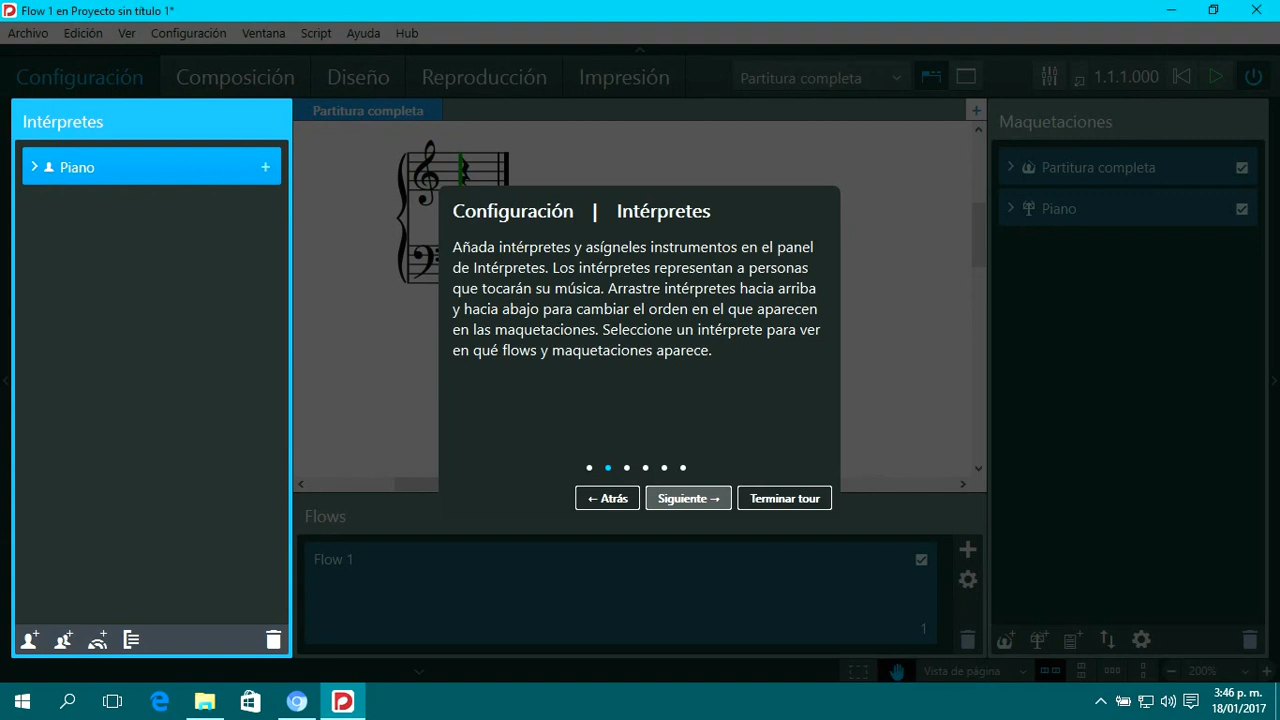 Flow 1 en Proyecto sin título 1*
Archivo Edición Ver Configuración Ventana Script Ayuda Hub
Configuración Composición Diseño Reproducción Impresión Partitura completa 1.1.1.000
Intérpretes
Piano
Partitura completa
Maquetaciones
Partitura completa
Piano
Configuración | Intérpretes
Añada intérpretes y asígneles instrumentos en el panel
de Intérpretes. Los intérpretes representan a personas
que tocarán su música. Arrastre intérpretes hacia arriba
y hacia abajo para cambiar el orden en el que aparecen
en las maquetaciones. Seleccione un intérprete para ver
en qué flows y maquetaciones aparece.
← Atrás Siguiente → Terminar tour
Flows
Flow 1
1
Vista de página 200%
3:46 p. m.
18/01/2017